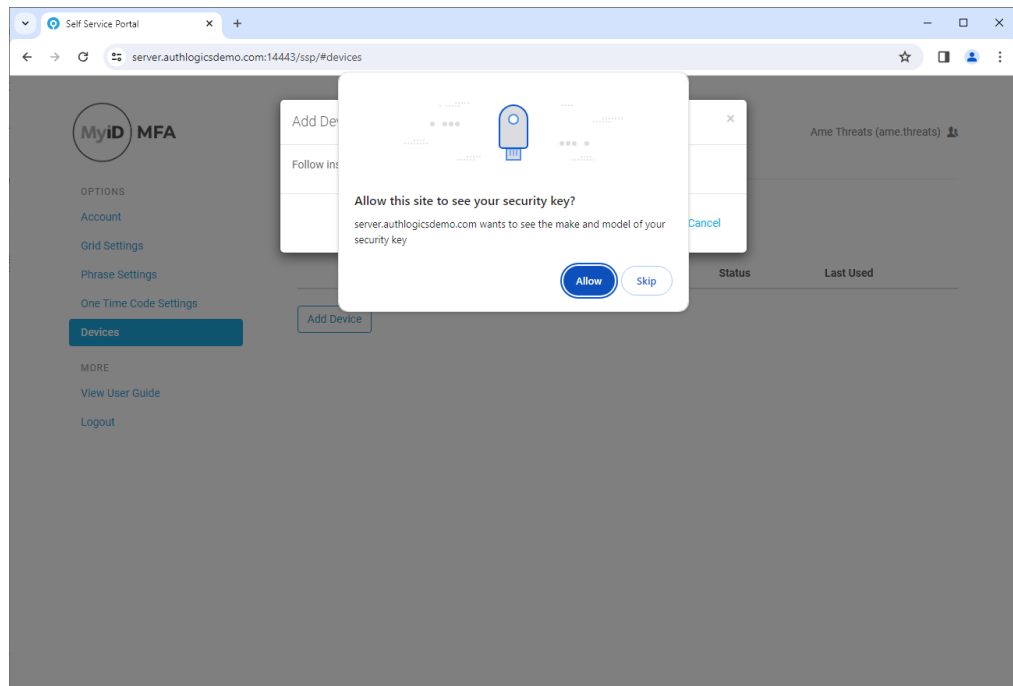 Self Service Portal
server.authlogicsdemo.com:14443/ssp/#devices
MyiD MFA
Ame Threats (ame.threats)
OPTIONS
Account
Grid Settings
Phrase Settings
One Time Code Settings
Devices
MORE
View User Guide
Logout
Add De
Follow ins
Cancel
Allow this site to see your security key?
server.authlogicsdemo.com wants to see the make and model of your
security key
Allow Skip
Status Last Used
Add Device